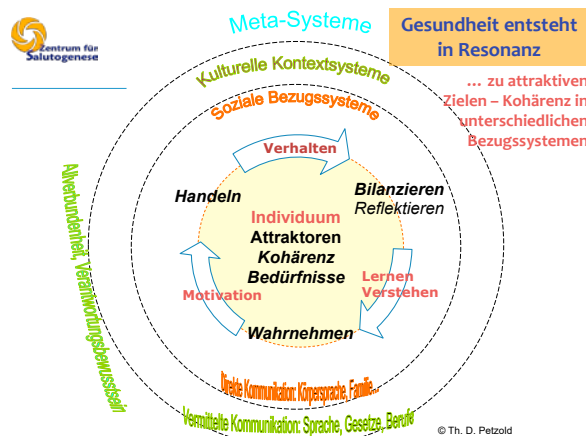 Zentrum für
Salutogenese
Meta-Systeme
Gesundheit entsteht
in Resonanz
... zu attraktiven
Zielen – Kohärenz in
unterschiedlichen
Bezugssystemen
Kulturelle Kontextsysteme
Soziale Bezugssysteme
Verhalten
Handeln
Bilanzieren
Reflektieren
Individuum
Attraktoren
Kohärenz
Bedürfnisse
Motivation
Lernen
Verstehen
Wahrnehmen
Allverbundenheit, Verantwortungsbewusstsein
Direkte Kommunikation: Körpersprache, Familie...
Vermittelte Kommunikation: Sprache, Gesetze, Berufe
© Th. D. Petzold